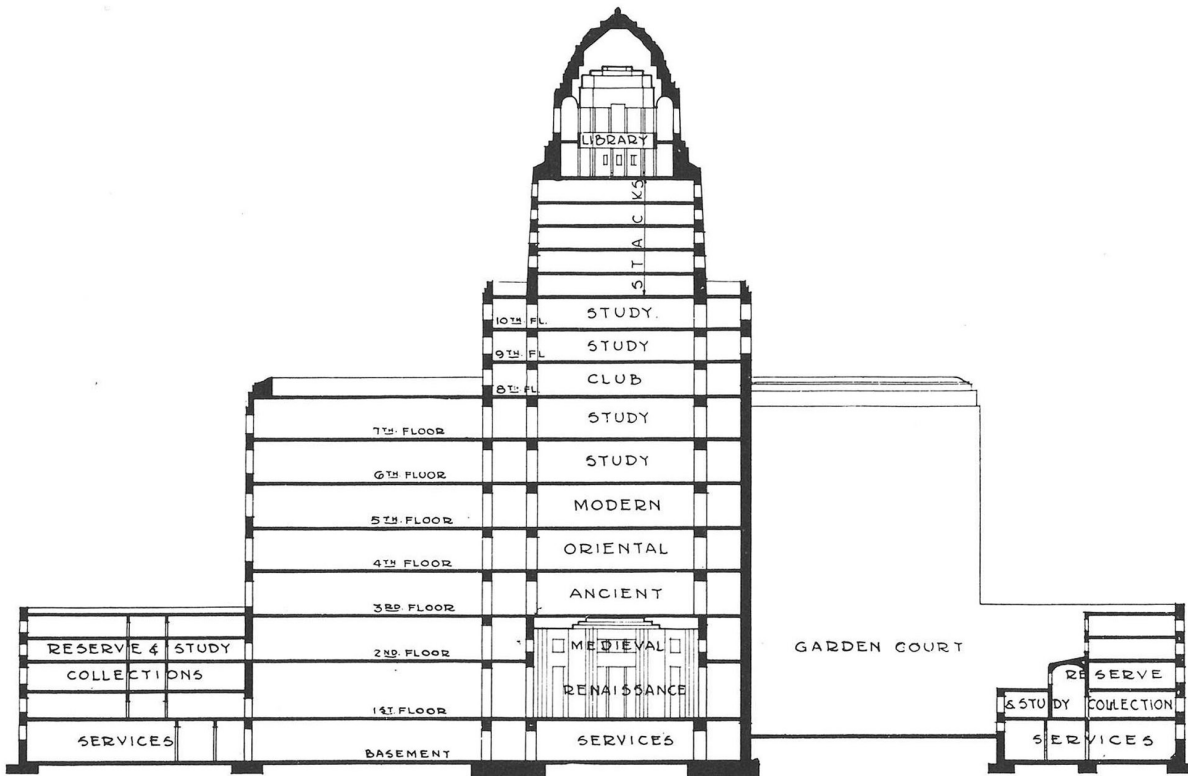 LIBRARY
STACKS
10TH FL. STUDY.
9TH FL STUDY
8TH FL. CLUB
7TH FLOOR STUDY
6TH FLUOR STUDY
5TH FLOOR MODERN
4TH FLOOR ORIENTAL
3RD FLOOR ANCIENT
RESERVE & STUDY
COLLECTIONS
2ND FLOOR MEDIEVAL
1ST FLOOR RENAISSANCE
GARDEN COURT
RESERVE
& STUDY COLLECTION
SERVICES
BASEMENT SERVICES
SERVICES